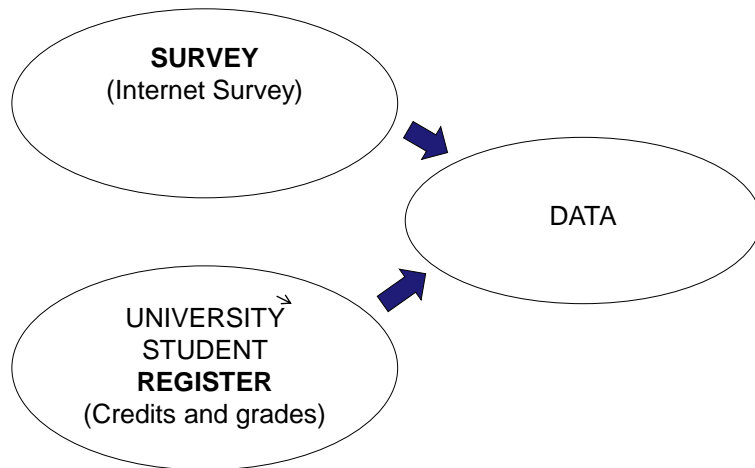 SURVEY
(Internet Survey)
DATA
UNIVERSITY
STUDENT
REGISTER
(Credits and grades)